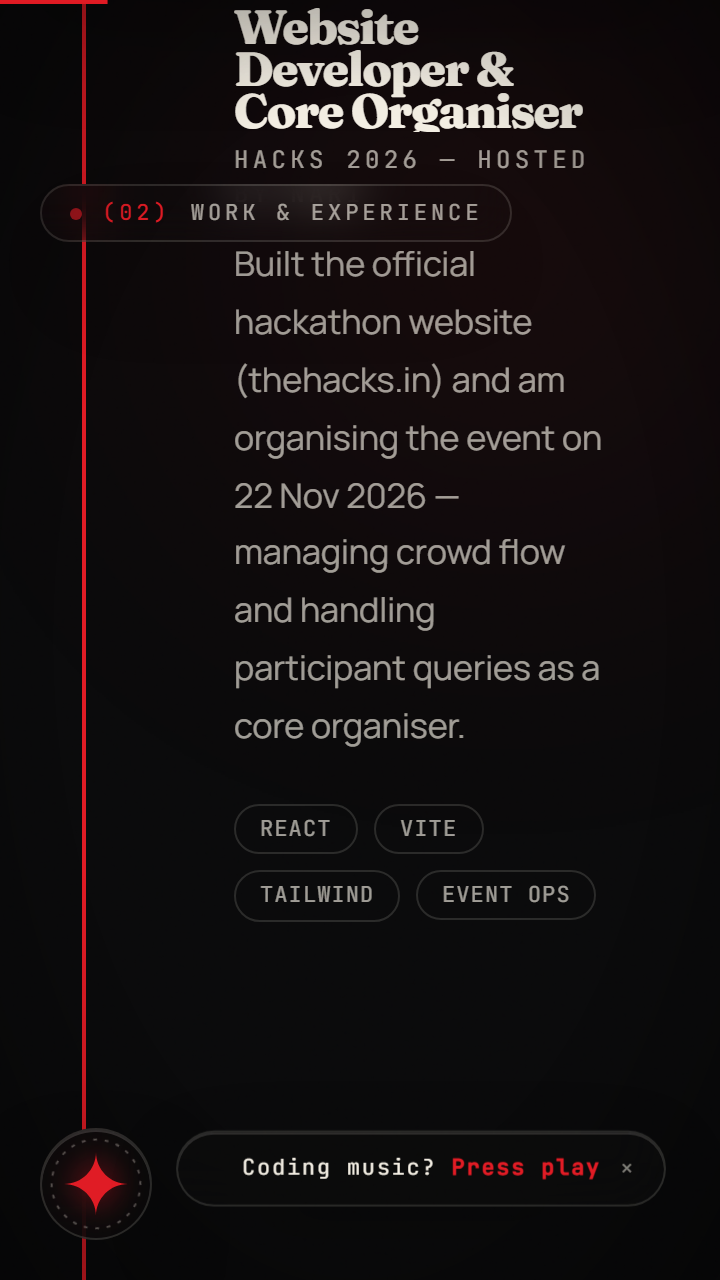 Website
Developer &
Core Organiser
HACKS 2026 — HOSTED
(02) WORK & EXPERIENCE
Built the official
hackathon website
(thehacks.in) and am
organising the event on
22 Nov 2026 —
managing crowd flow
and handling
participant queries as a
core organiser.
REACT
VITE
TAILWIND
EVENT OPS
Coding music? Press play ×